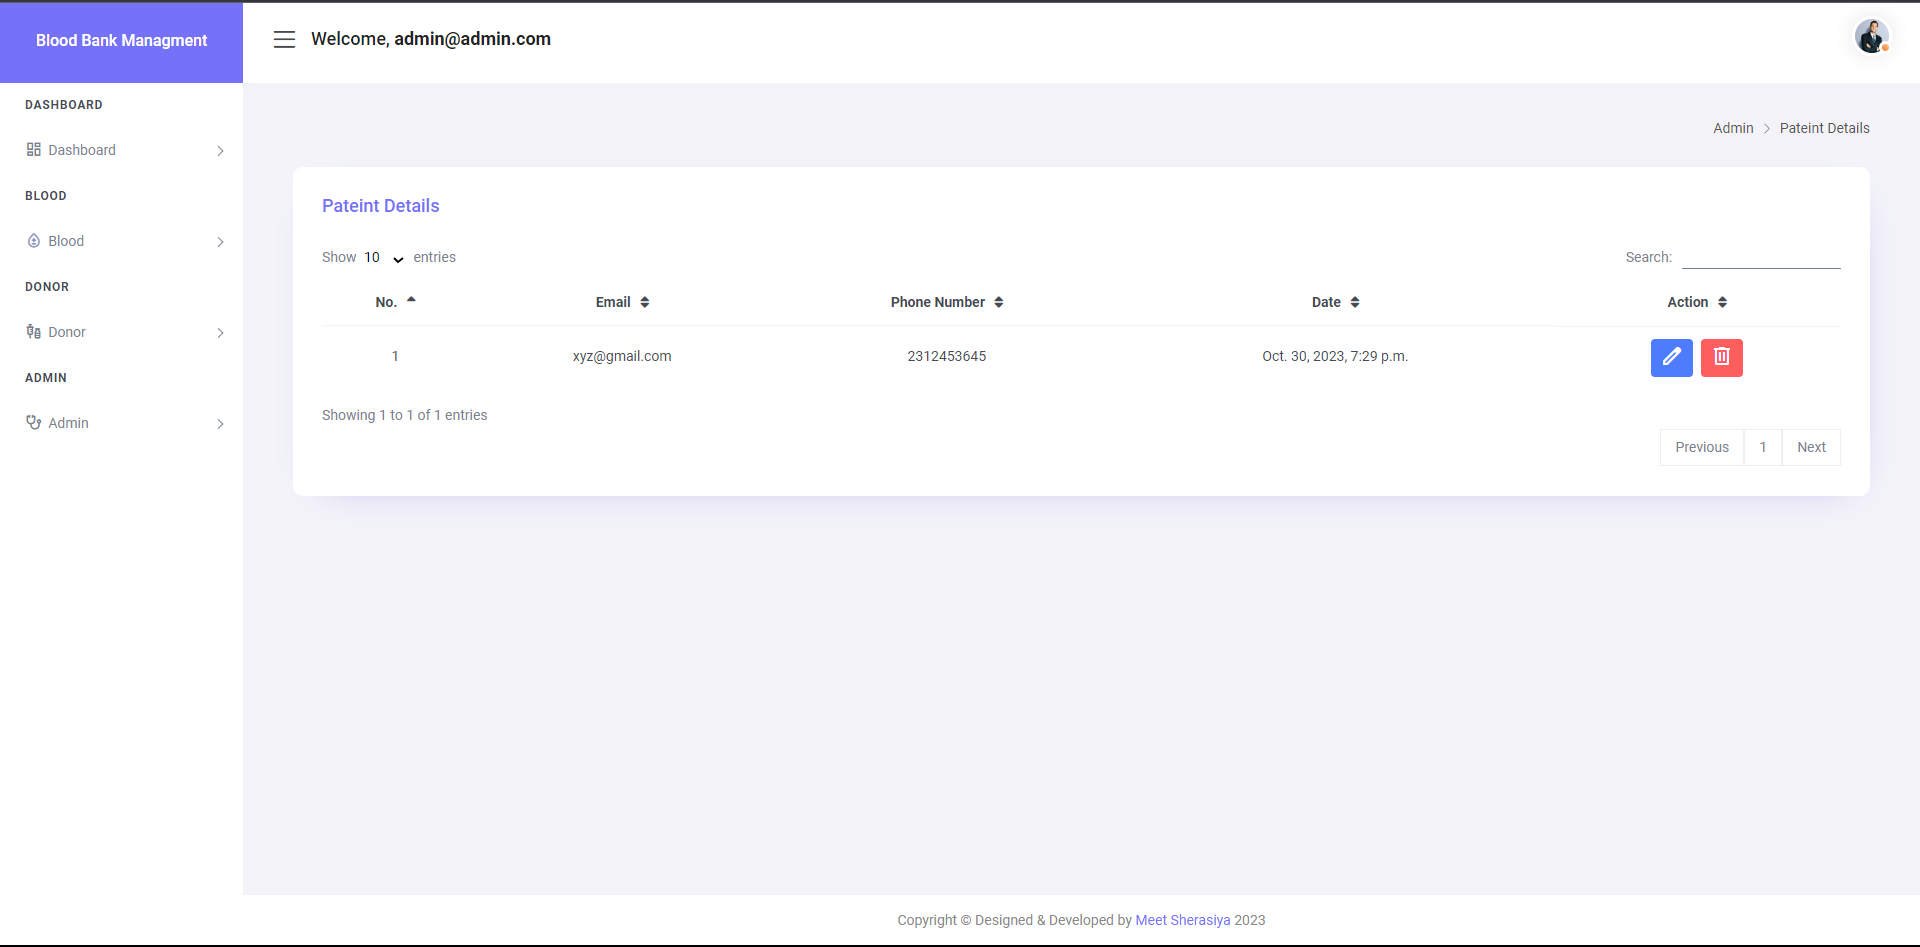 Blood Bank Managment
Welcome, admin@admin.com
DASHBOARD
Dashboard
BLOOD
Blood
DONOR
Donor
ADMIN
Admin
Admin > Pateint Details
Pateint Details
Show 10 entries
Search:
No. Email Phone Number Date Action
1 xyz@gmail.com 2312453645 Oct. 30, 2023, 7:29 p.m.
Showing 1 to 1 of 1 entries
Previous 1 Next
Copyright © Designed & Developed by Meet Sherasiya 2023